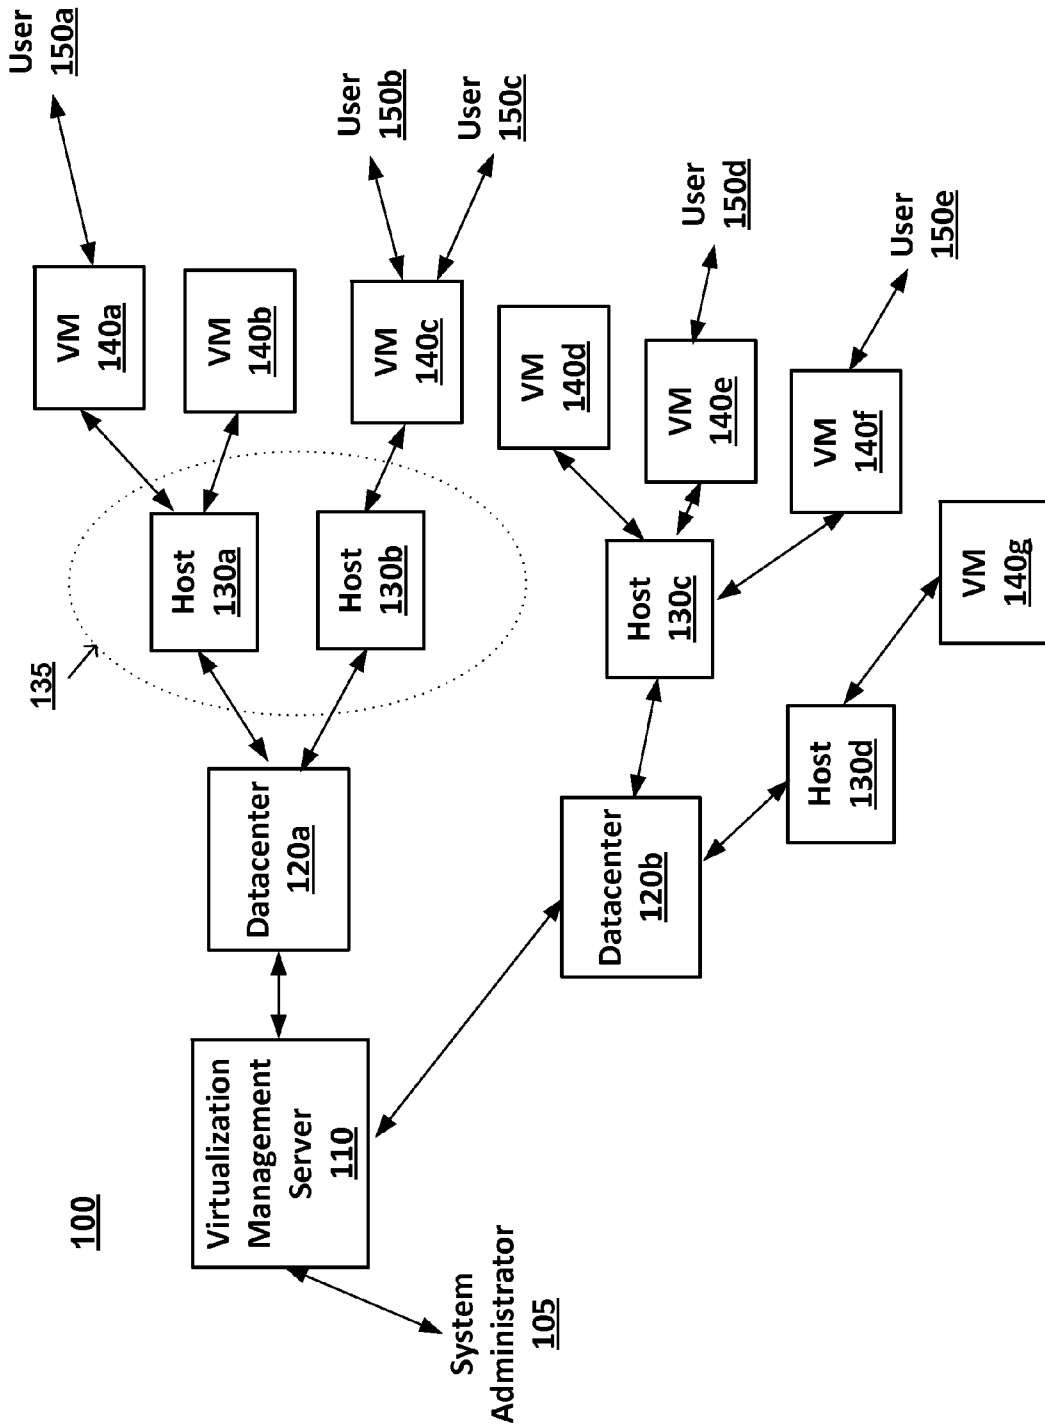 100
System
Administrator
105
Virtualization
Management
Server
110
Datacenter
120a
Datacenter
120b
135
Host
130a
Host
130b
Host
130c
Host
130d
VM
140a
VM
140b
VM
140c
VM
140d
VM
140e
VM
140f
VM
140g
User
150a
User
150b
User
150c
User
150d
User
150e